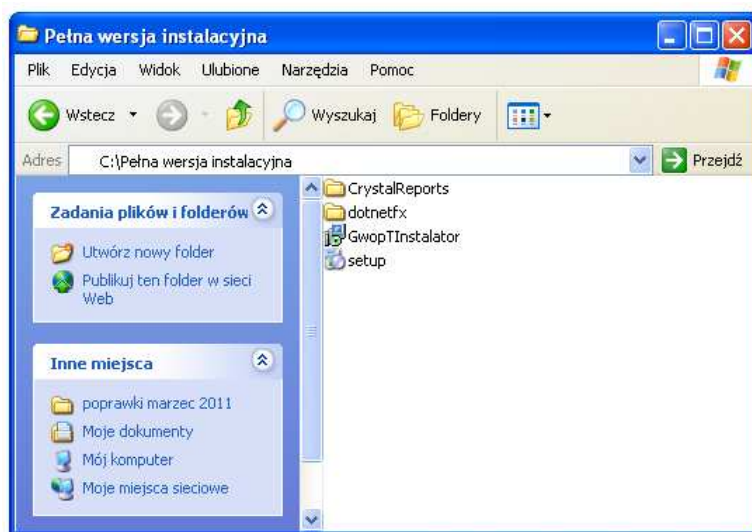 Pełna wersja instalacyjna
Plik Edycja Widok Ulubione Narzędzia Pomoc
Wstecz Wyszukaj Foldery
Adres C:\Pełna wersja instalacyjna Przejdź
Zadania plików i folderów
Utwórz nowy folder
Publikuj ten folder w sieci
Web
Inne miejsca
poprawki marzec 2011
Moje dokumenty
Mój komputer
Moje miejsca sieciowe
CrystalReports
dotnetfx
GwopTInstalator
setup